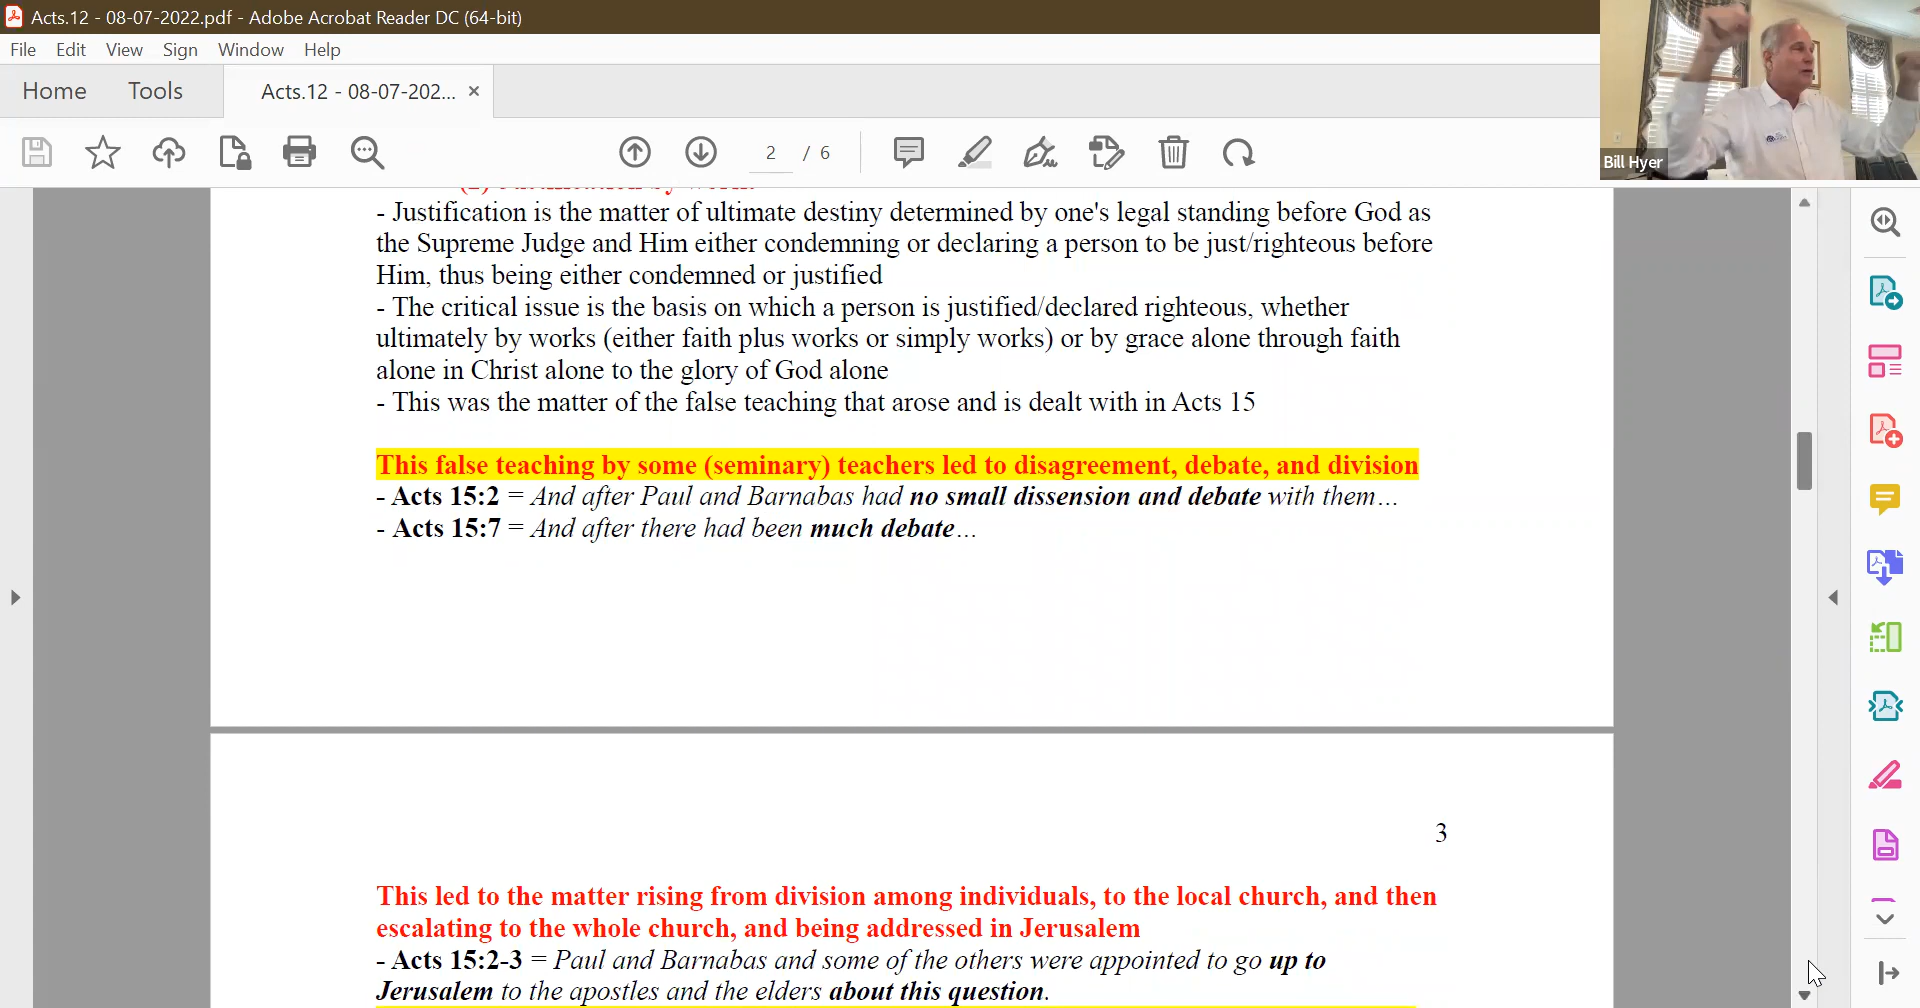 Acts.12 - 08-07-2022.pdf - Adobe Acrobat Reader DC (64-bit)
File Edit View Sign Window Help
Home Tools Acts.12 - 08-07-202... ×
2 / 6
Bill Hyer
- Justification is the matter of ultimate destiny determined by one's legal standing before God as
the Supreme Judge and Him either condemning or declaring a person to be just/righteous before
Him, thus being either condemned or justified
- The critical issue is the basis on which a person is justified/declared righteous, whether
ultimately by works (either faith plus works or simply works) or by grace alone through faith
alone in Christ alone to the glory of God alone
- This was the matter of the false teaching that arose and is dealt with in Acts 15
This false teaching by some (seminary) teachers led to disagreement, debate, and division
- Acts 15:2 = And after Paul and Barnabas had no small dissension and debate with them…
- Acts 15:7 = And after there had been much debate…
3
This led to the matter rising from division among individuals, to the local church, and then
escalating to the whole church, and being addressed in Jerusalem
- Acts 15:2-3 = Paul and Barnabas and some of the others were appointed to go up to
Jerusalem to the apostles and the elders about this question.